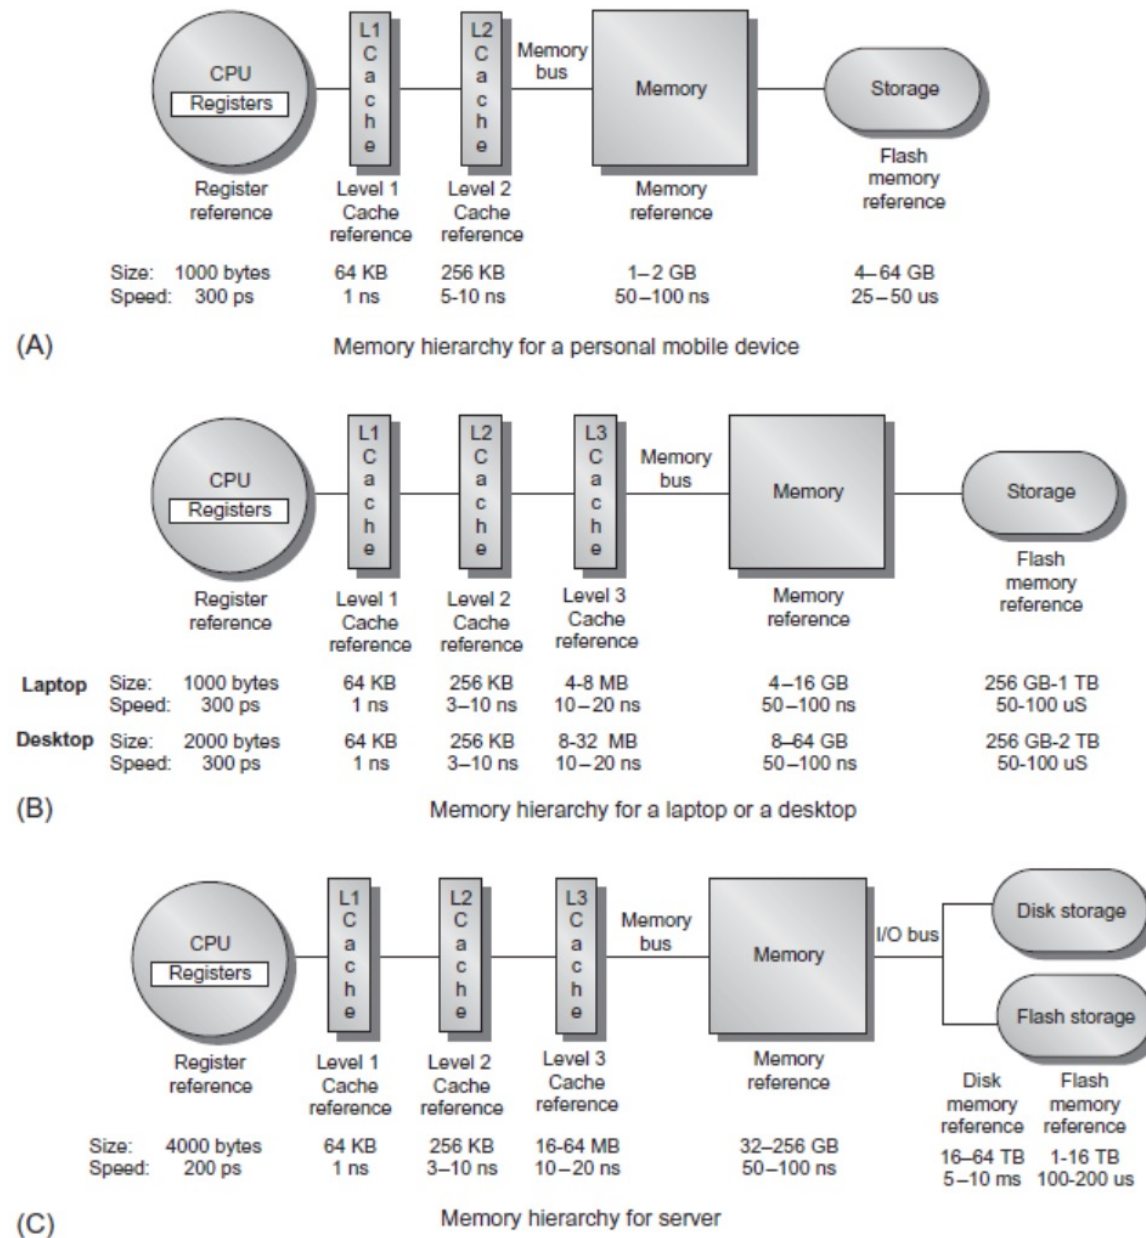 CPU
Registers
L1
C
a
c
h
e
L2
C
a
c
h
e
Memory
bus
Memory
Storage
Register
reference
Level 1
Cache
reference
Level 2
Cache
reference
Memory
reference
Flash
memory
reference
Size: 1000 bytes 64 KB 256 KB 1–2 GB 4–64 GB
Speed: 300 ps 1 ns 5-10 ns 50–100 ns 25–50 us
(A) Memory hierarchy for a personal mobile device
CPU
Registers
L1
C
a
c
h
e
L2
C
a
c
h
e
L3
C
a
c
h
e
Memory
bus
Memory
Storage
Register
reference
Level 1
Cache
reference
Level 2
Cache
reference
Level 3
Cache
reference
Memory
reference
Flash
memory
reference
Laptop Size: 1000 bytes 64 KB 256 KB 4-8 MB 4–16 GB 256 GB-1 TB
Speed: 300 ps 1 ns 3–10 ns 10–20 ns 50–100 ns 50-100 uS
Desktop Size: 2000 bytes 64 KB 256 KB 8-32 MB 8–64 GB 256 GB-2 TB
Speed: 300 ps 1 ns 3–10 ns 10–20 ns 50–100 ns 50-100 uS
(B) Memory hierarchy for a laptop or a desktop
CPU
Registers
L1
C
a
c
h
e
L2
C
a
c
h
e
L3
C
a
c
h
e
Memory
bus
Memory
I/O bus
Disk storage
Flash storage
Register
reference
Level 1
Cache
reference
Level 2
Cache
reference
Level 3
Cache
reference
Memory
reference
Disk
memory
reference
Flash
memory
reference
Size: 4000 bytes 64 KB 256 KB 16-64 MB 32–256 GB 16–64 TB 1-16 TB
Speed: 200 ps 1 ns 3–10 ns 10–20 ns 50–100 ns 5–10 ms 100-200 us
(C) Memory hierarchy for server